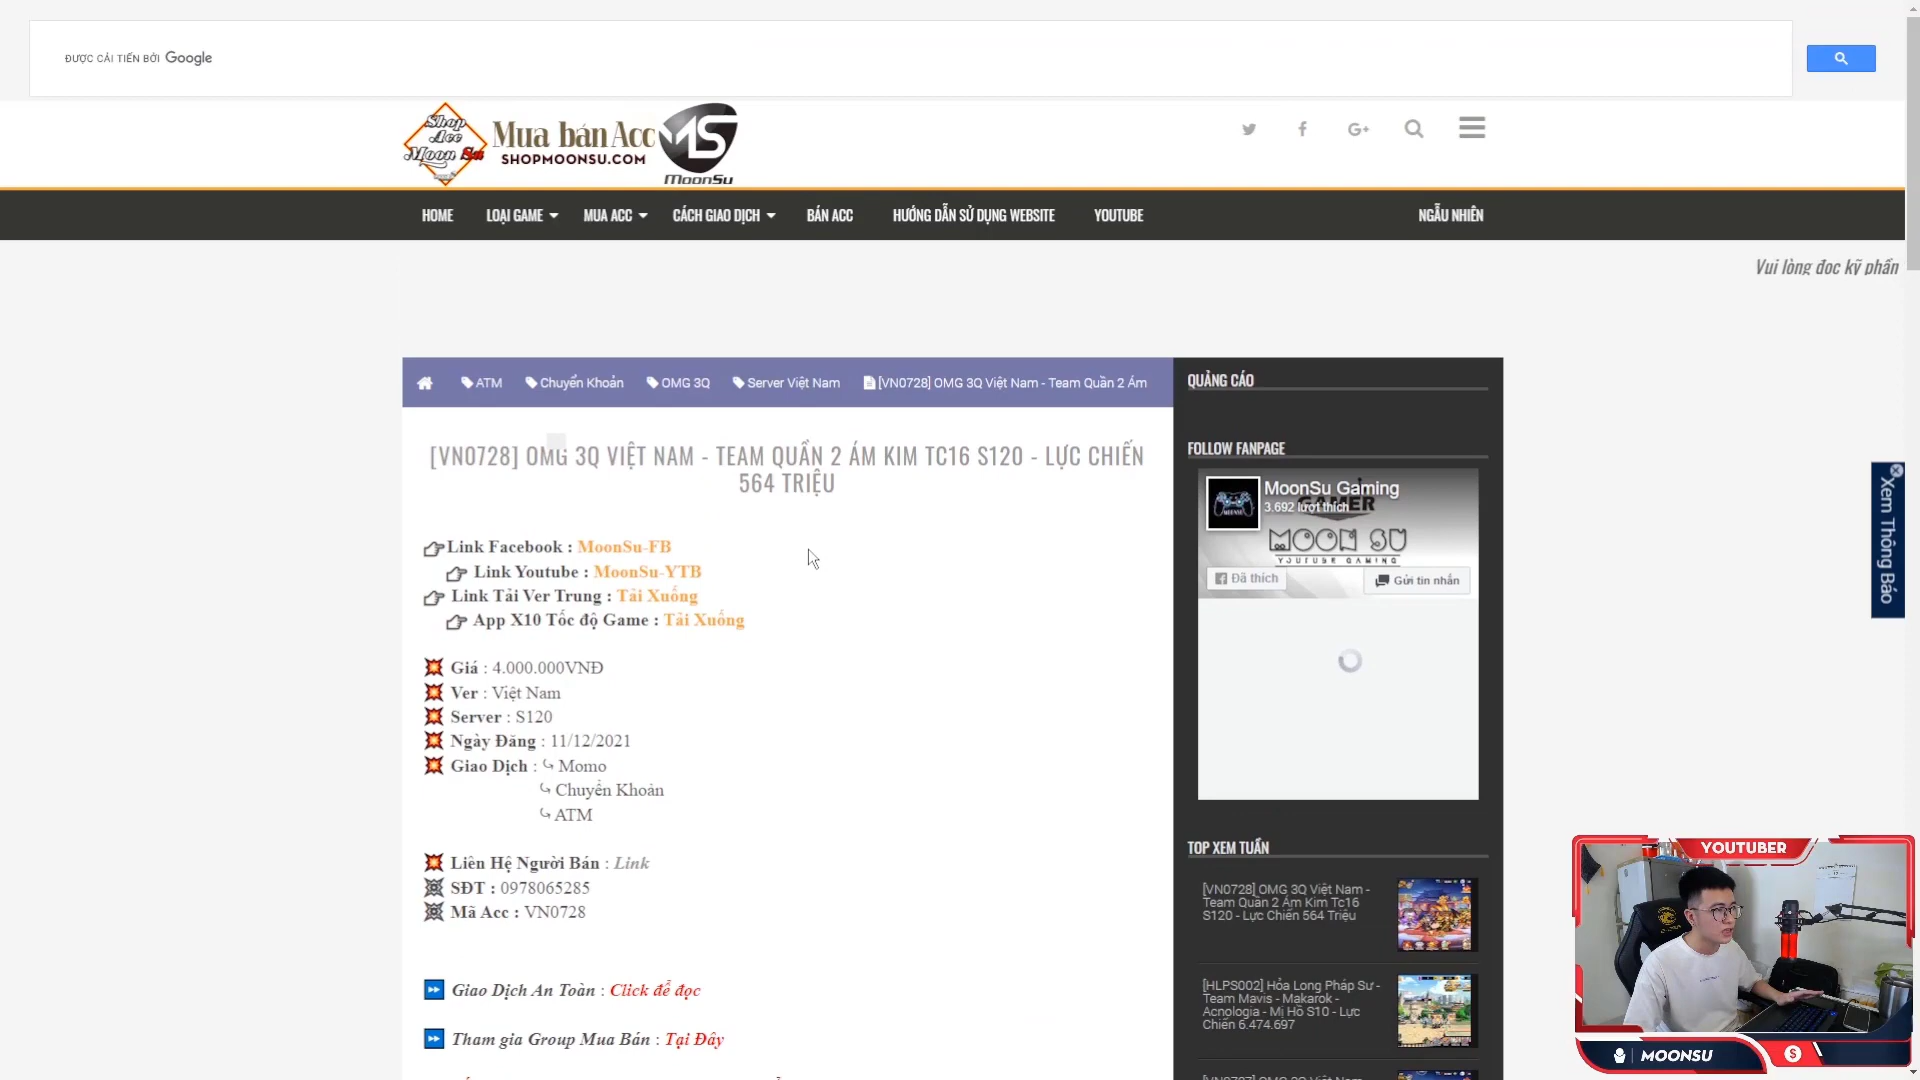 ĐƯỢC CẢI TIẾN BỞI Google
Shop
Acc
Moon Su
Mua bán Acc
SHOPMOONSU.COM
MS
MoonSu
HOME LOẠI GAME MUA ACC CÁCH GIAO DỊCH BÁN ACC HƯỚNG DẪN SỬ DỤNG WEBSITE YOUTUBE NGẪU NHIÊN
Vui lòng đọc kỹ phần
ATM Chuyển Khoản OMG 3Q Server Việt Nam [VN0728] OMG 3Q Việt Nam - Team Quần 2 Ám
[VN0728] OMG 3Q VIỆT NAM - TEAM QUẦN 2 ÁM KIM TC16 S120 - LỰC CHIẾN
564 TRIỆU
Link Facebook : MoonSu-FB
Link Youtube : MoonSu-YTB
Link Tải Ver Trung : Tải Xuống
App X10 Tốc độ Game : Tải Xuống
Giá : 4.000.000VNĐ
Ver : Việt Nam
Server : S120
Ngày Đăng : 11/12/2021
Giao Dịch : ⤷ Momo
⤷ Chuyển Khoản
⤷ ATM
Liên Hệ Người Bán : Link
SĐT : 0978065285
Mã Acc : VN0728
Giao Dịch An Toàn : Click để đọc
Tham gia Group Mua Bán : Tại Đây
QUẢNG CÁO
FOLLOW FANPAGE
MoonSu Gaming
3.692 lượt thích
GAMER
MOON SU
YOUTUBE GAMING
Đã thích
Gửi tin nhắn
TOP XEM TUẦN
[VN0728] OMG 3Q Việt Nam -
Team Quần 2 Ám Kim Tc16
S120 - Lực Chiến 564 Triệu
[HLPS002] Hỏa Long Pháp Sư -
Team Mavis - Makarok -
Acnologia - Mị Hồ S10 - Lực
Chiến 6.474.697
[VN0727] OMG 3Q Việt Nam
Xem Thông Báo
YOUTUBER
MOONSU